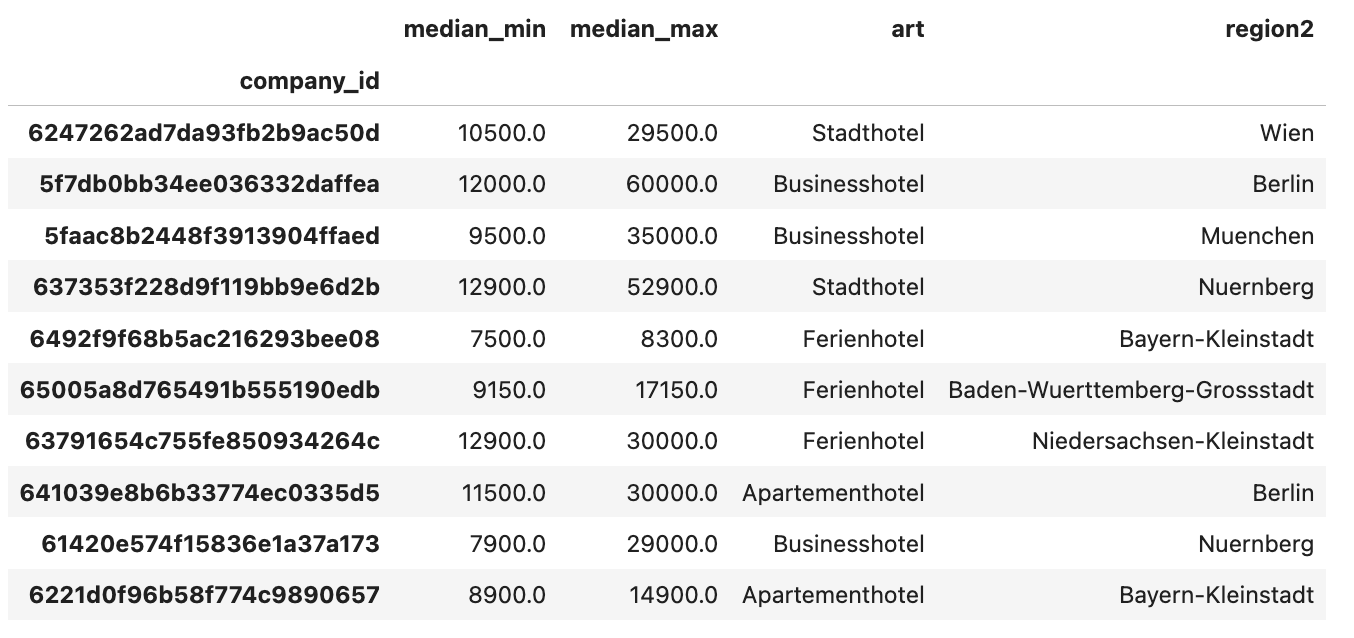 median_min median_max art region2
company_id
6247262ad7da93fb2b9ac50d 10500.0 29500.0 Stadthotel Wien
5f7db0bb34ee036332daffea 12000.0 60000.0 Businesshotel Berlin
5faac8b2448f3913904ffaed 9500.0 35000.0 Businesshotel Muenchen
637353f228d9f119bb9e6d2b 12900.0 52900.0 Stadthotel Nuernberg
6492f9f68b5ac216293bee08 7500.0 8300.0 Ferienhotel Bayern-Kleinstadt
65005a8d765491b555190edb 9150.0 17150.0 Ferienhotel Baden-Wuerttemberg-Grossstadt
63791654c755fe850934264c 12900.0 30000.0 Ferienhotel Niedersachsen-Kleinstadt
641039e8b6b33774ec0335d5 11500.0 30000.0 Apartementhotel Berlin
61420e574f15836e1a37a173 7900.0 29000.0 Businesshotel Nuernberg
6221d0f96b58f774c9890657 8900.0 14900.0 Apartementhotel Bayern-Kleinstadt